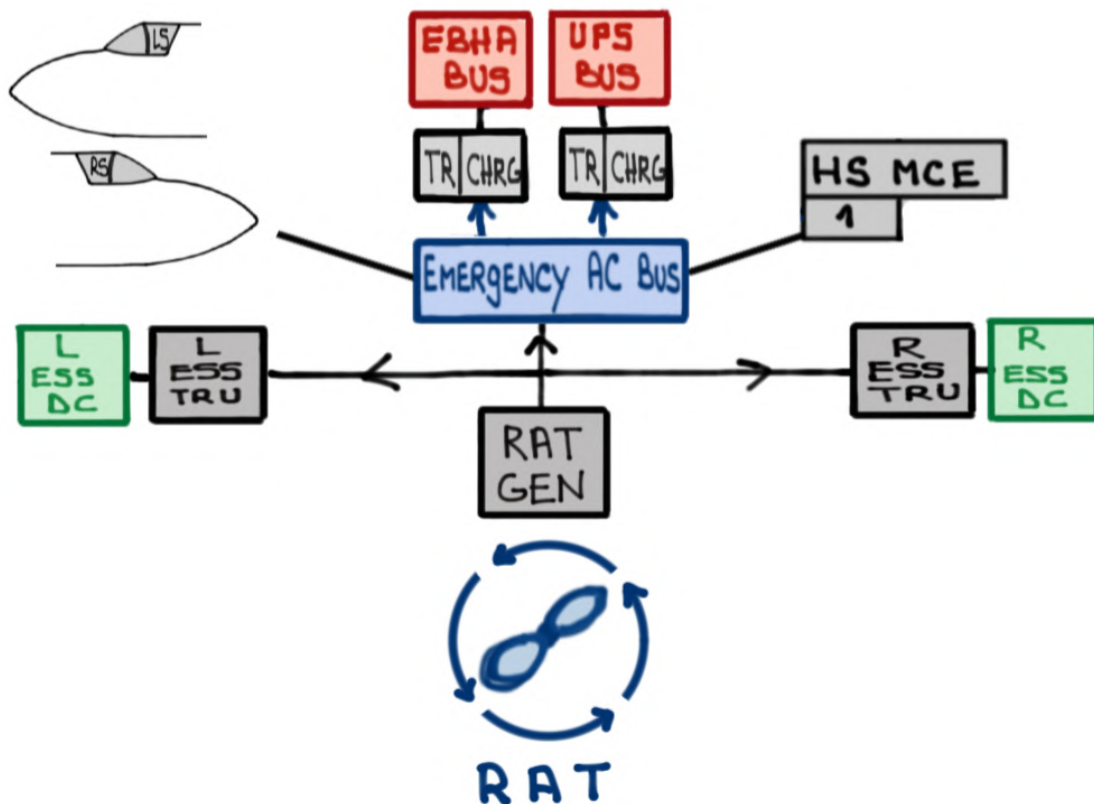 LS
RS
EBHA
BUS
UPS
BUS
TR CHRG
TR CHRG
HS MCE
1
EMERgENCY AC BUS
L
ESS
DC
L
ESS
TRU
R
ESS
TRU
R
ESS
DC
RAT
GEN
RAT